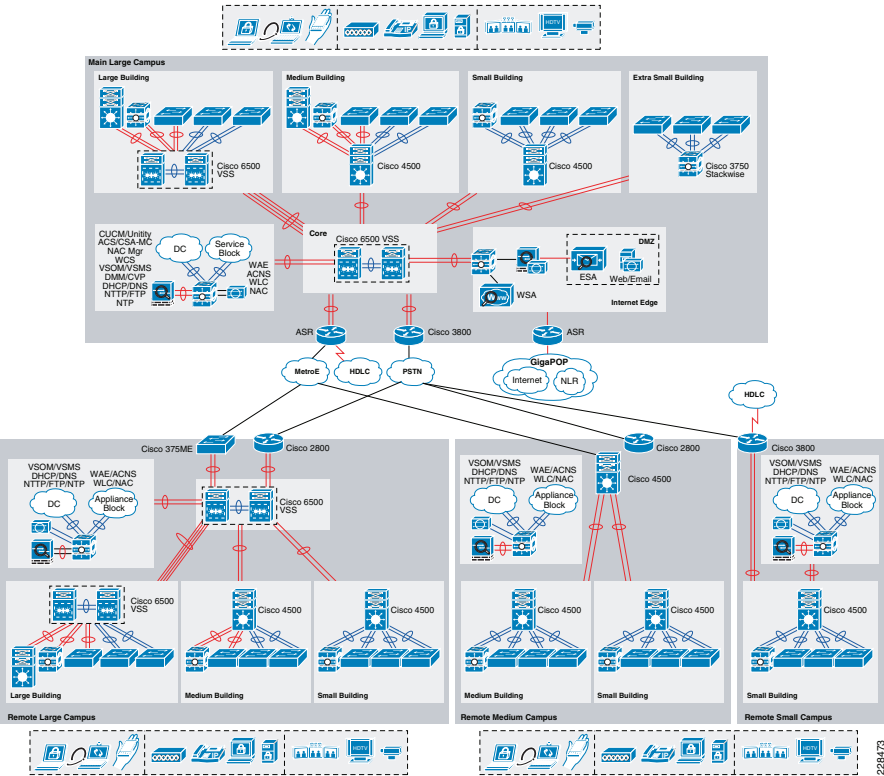 HDTV
Main Large Campus
Large Building
Medium Building
Small Building
Extra Small Building
Cisco 6500
VSS
Cisco 4500
Cisco 4500
Cisco 3750
Stackwise
CUCM/Unitity
ACS/CSA-MC
NAC Mgr
WCS
VSOM/VSMS
DMM/CVP
DHCP/DNS
NTTP/FTP
NTP
DC
Service
Block
WAE
ACNS
WLC
NAC
Core
Cisco 6500 VSS
DMZ
ESA
Web/Email
WSA
Internet Edge
ASR
Cisco 3800
ASR
MetroE
HDLC
PSTN
GigaPOP
Internet
NLR
HDLC
Cisco 375ME
Cisco 2800
Cisco 2800
Cisco 3800
VSOM/VSMS
DHCP/DNS
NTTP/FTP/NTP
WAE/ACNS
WLC/NAC
DC
Appliance
Block
Cisco 6500
VSS
Cisco 4500
VSOM/VSMS
DHCP/DNS
NTTP/FTP/NTP
WAE/ACNS
WLC/NAC
DC
Appliance
Block
VSOM/VSMS
DHCP/DNS
NTTP/FTP/NTP
WAE/ACNS
WLC/NAC
DC
Appliance
Block
Cisco 6500
VSS
Cisco 4500
Cisco 4500
Cisco 4500
Cisco 4500
Cisco 4500
Large Building
Medium Building
Small Building
Medium Building
Small Building
Small Building
Remote Large Campus
Remote Medium Campus
Remote Small Campus
HDTV
HDTV
228473